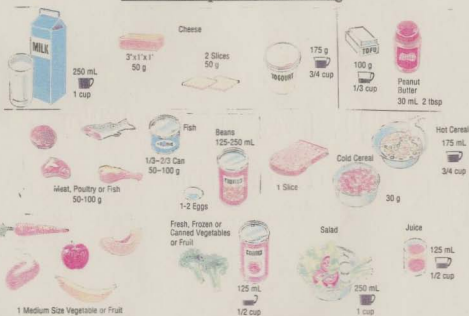 MILK
250 mL
1 cup
Cheese
3"x1"x1"
50 g
2 Slices
50 g
YOGOURT
175 g
3/4 cup
TOFU
100 g
1/3 cup
Peanut
Butter
30 mL 2 tbsp
Meat, Poultry or Fish
50-100 g
Fish
1/3–2/3 Can
50–100 g
1-2 Eggs
Beans
125-250 mL
1 Slice
Cold Cereal
30 g
Hot Cereal
175 mL
3/4 cup
1 Medium Size Vegetable or Fruit
Fresh, Frozen or
Canned Vegetables
or Fruit
125 mL
1/2 cup
Salad
250 mL
1 cup
Juice
125 mL
1/2 cup